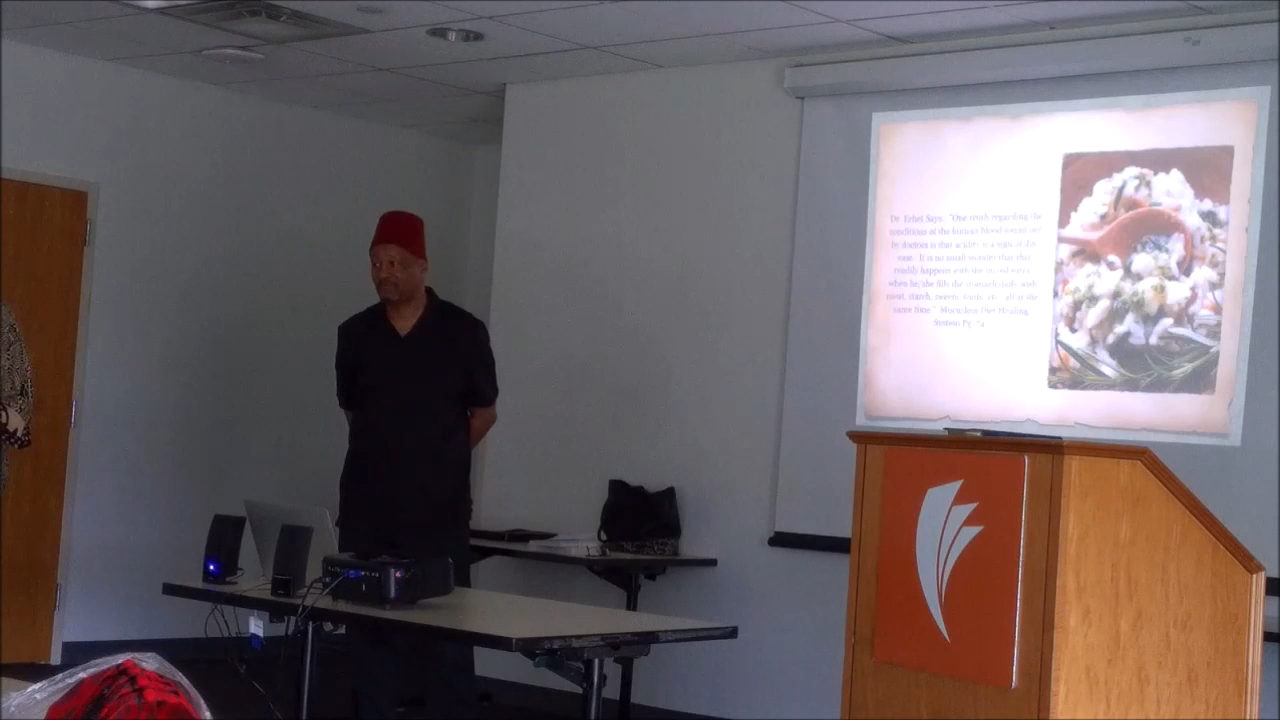 Dr. Erhet Says. "One truth regarding the
conditions of the human blood found out
by doctors is that acidity is a sign of dis-
ease. It is no small wonder that this
readily happens with the mixed eater,
when he/she fills the stomach daily with
meat, starch, sweets, fruits, etc. all at the
same time." Mucusless Diet Healing
System Pg. 74